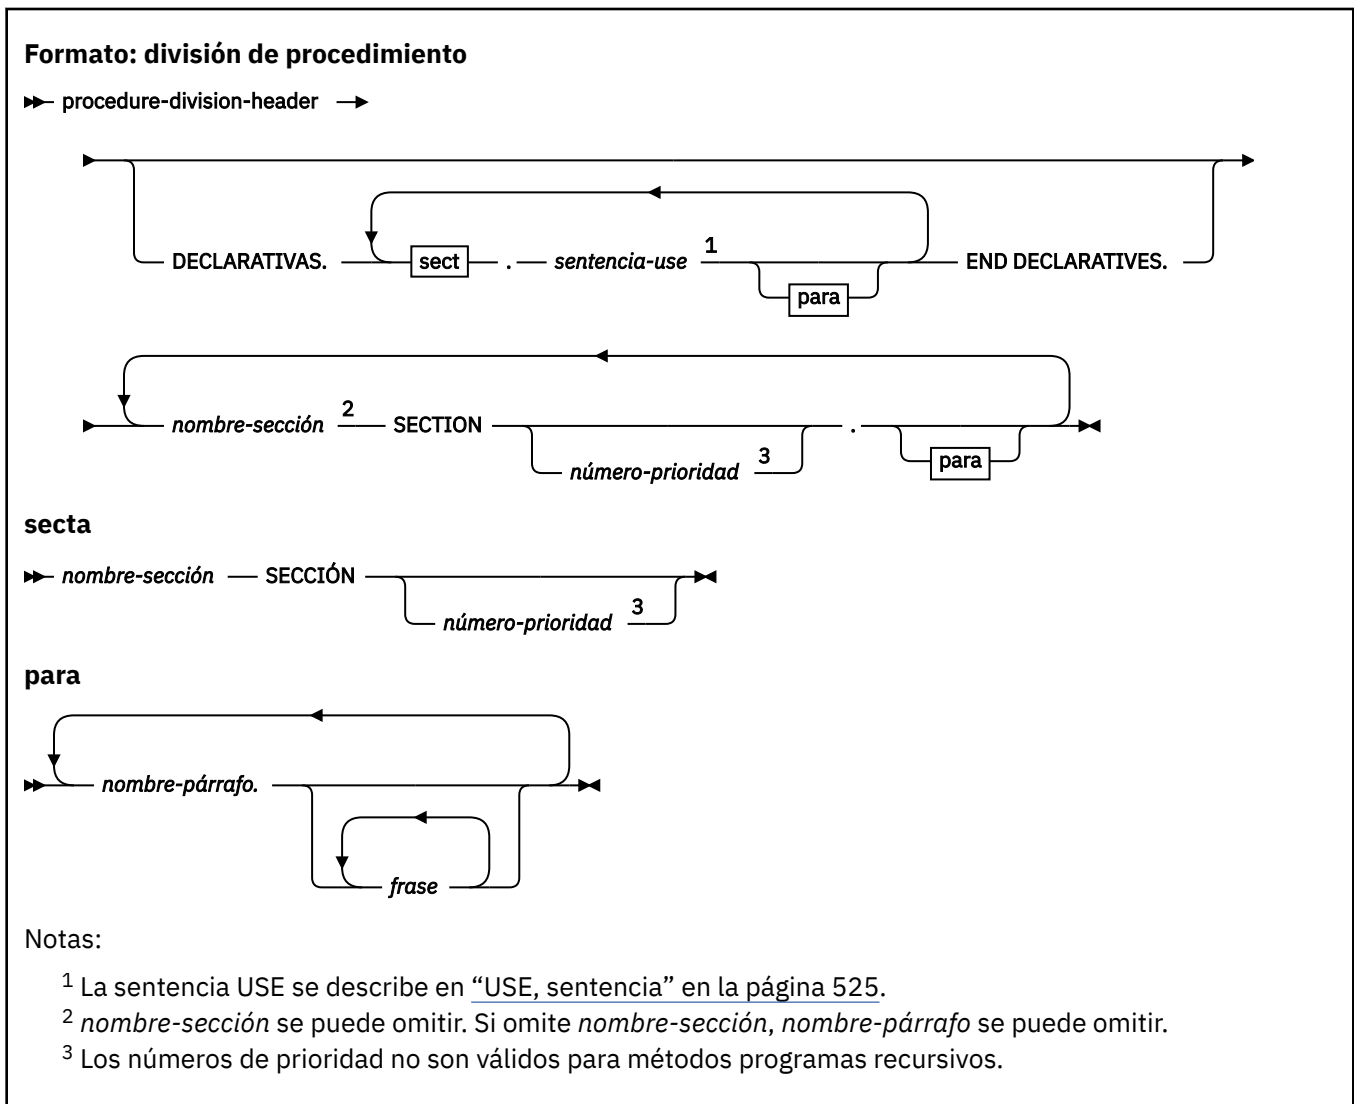 Formato: división de procedimiento
procedure-division-header
DECLARATIVAS. sect . sentencia-use 1 END DECLARATIVES.
para
nombre-sección 2 SECTION .
número-prioridad 3 para
secta
nombre-sección SECCIÓN
número-prioridad 3
para
nombre-párrafo.
frase
Notas:
1 La sentencia USE se describe en “USE, sentencia” en la página 525.
2 nombre-sección se puede omitir. Si omite nombre-sección, nombre-párrafo se puede omitir.
3 Los números de prioridad no son válidos para métodos programas recursivos.